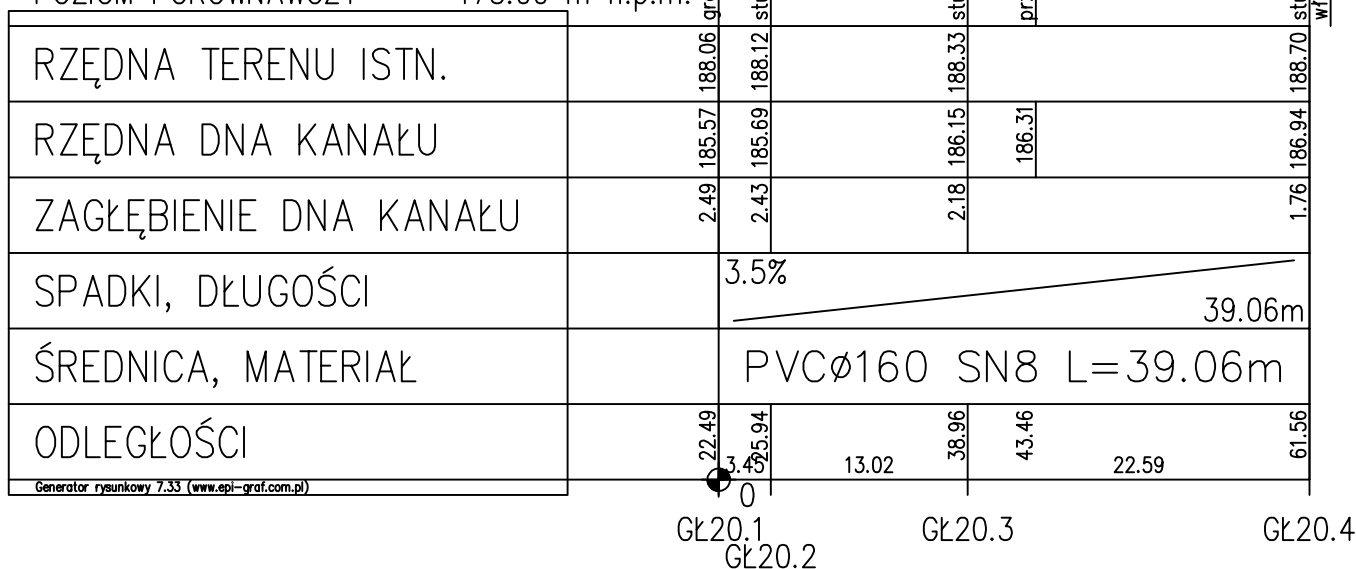 RZĘDNA TERENU ISTN. 188.06 188.12 188.33 188.70
RZĘDNA DNA KANAŁU 185.57 185.69 186.15 186.31 186.94
ZAGŁĘBIENIE DNA KANAŁU 2.49 2.43 2.18 1.76
SPADKI, DŁUGOŚCI 3.5% 39.06m
ŚREDNICA, MATERIAŁ PVCø160 SN8 L=39.06m
ODLEGŁOŚCI 22.49 25.94 38.96 43.46 61.56
3.45 13.02 22.59
Generator rysunkowy 7.33 (www.epi-graf.com.pl)
0
GŁ20.1 GŁ20.3 GŁ20.4
GŁ20.2